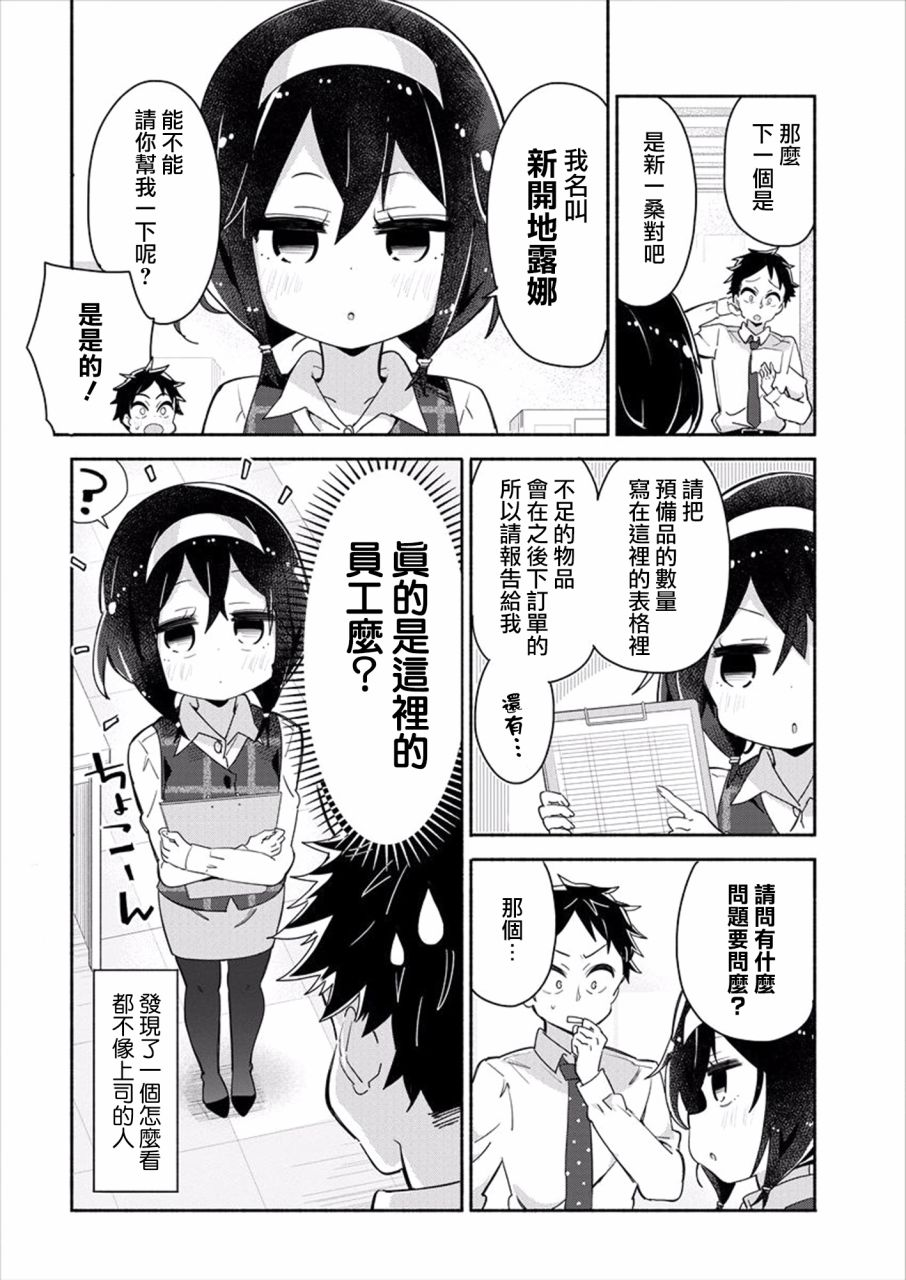 那麼
下一個是
是新一桑對吧
我名叫
新開地露娜
能不能
請你幫我一下呢？
是是的！
請把
預備品的數量
寫在這裡的表格裡
不足的物品
會在之後下訂單的
所以請報告給我
還有…
請問有什麼
問題要問麼？
那個…
真的是這裡的
員工麼？
？
ちょこーん
發現了一個怎麼看
都不像上司的人